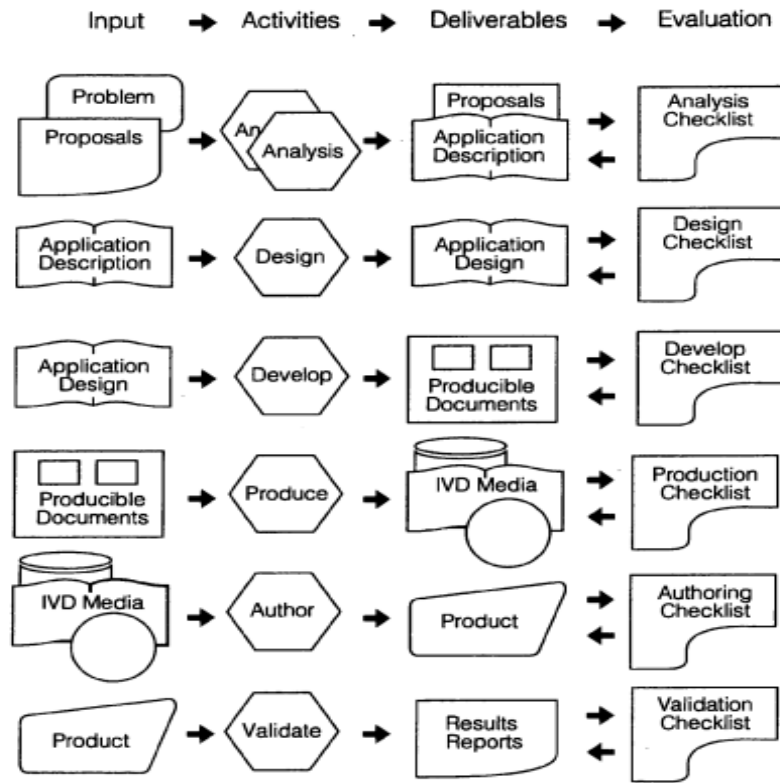 Input Activities Deliverables Evaluation
Problem
Proposals
An
Analysis
Proposals
Application
Description
Analysis
Checklist
Application
Description
Design
Application
Design
Design
Checklist
Application
Design
Develop
Producible
Documents
Develop
Checklist
Producible
Documents
Produce
IVD Media
Production
Checklist
IVD Media
Author
Product
Authoring
Checklist
Product
Validate
Results
Reports
Validation
Checklist